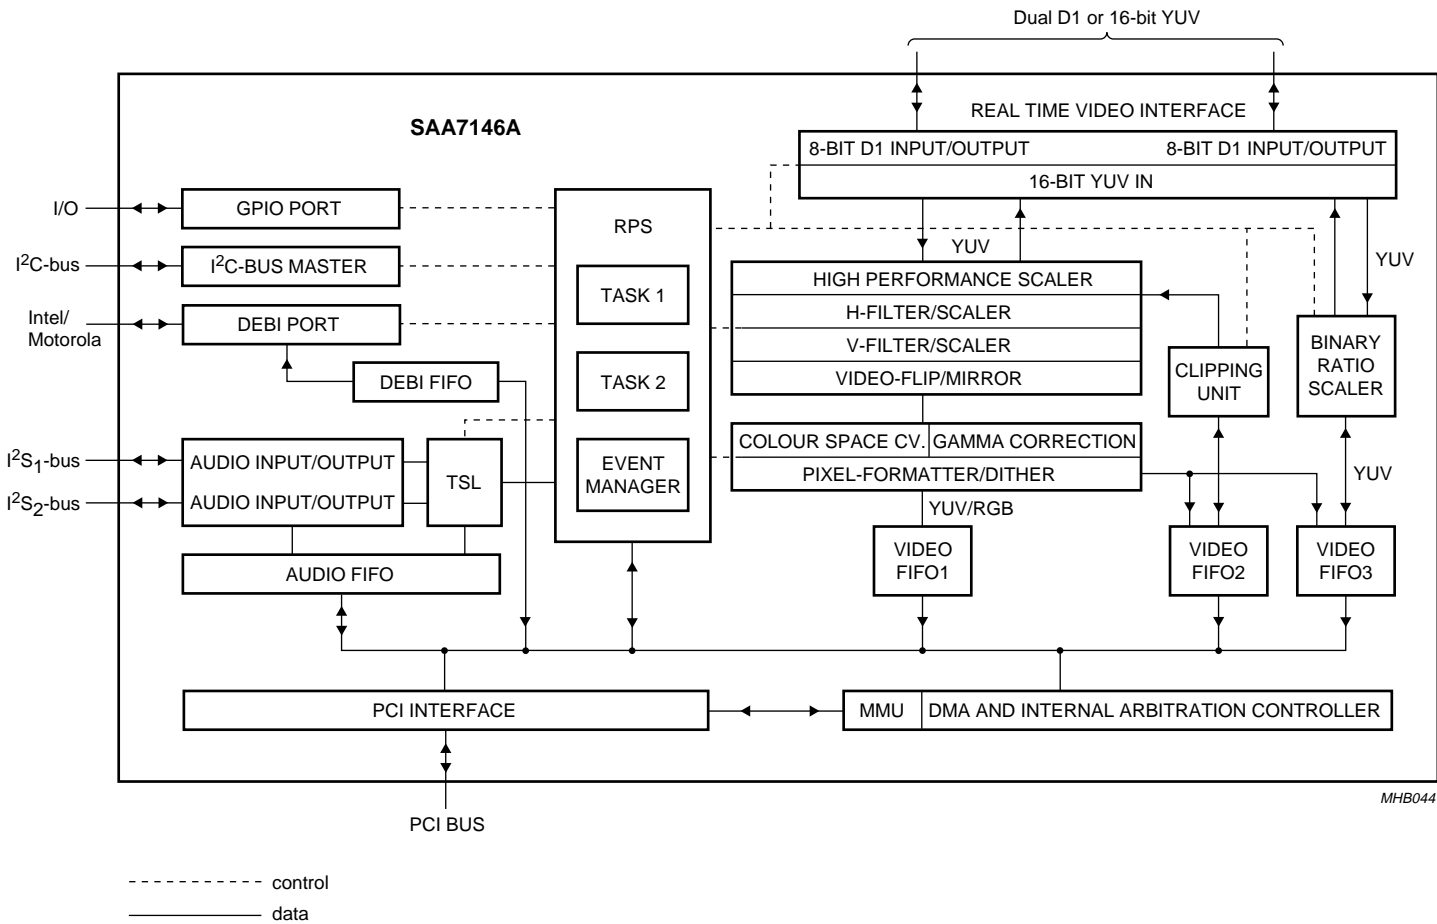 Dual D1 or 16-bit YUV
SAA7146A
REAL TIME VIDEO INTERFACE
8-BIT D1 INPUT/OUTPUT
8-BIT D1 INPUT/OUTPUT
16-BIT YUV IN
I/O
GPIO PORT
I2C-bus
I2C-BUS MASTER
Intel/
Motorola
DEBI PORT
DEBI FIFO
I2S1-bus
AUDIO INPUT/OUTPUT
I2S2-bus
AUDIO INPUT/OUTPUT
TSL
AUDIO FIFO
RPS
TASK 1
TASK 2
EVENT
MANAGER
YUV
YUV
HIGH PERFORMANCE SCALER
H-FILTER/SCALER
V-FILTER/SCALER
VIDEO-FLIP/MIRROR
CLIPPING
UNIT
BINARY
RATIO
SCALER
COLOUR SPACE CV.
GAMMA CORRECTION
PIXEL-FORMATTER/DITHER
YUV
YUV/RGB
VIDEO
FIFO1
VIDEO
FIFO2
VIDEO
FIFO3
PCI INTERFACE
MMU
DMA AND INTERNAL ARBITRATION CONTROLLER
MHB044
PCI BUS
control
data